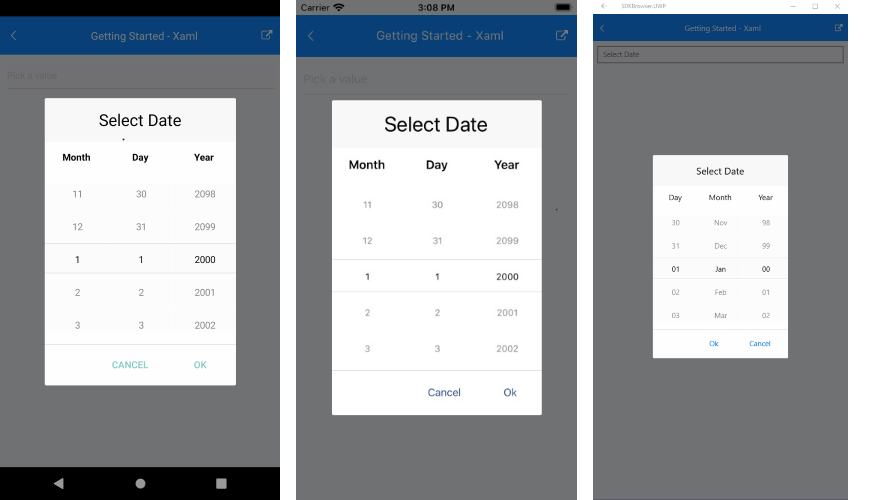 Getting Started - Xaml
Pick a value
Select Date
Month Day Year
11 30 2098
12 31 2099
1 1 2000
2 2 2001
3 3 2002
CANCEL OK
Carrier 3:08 PM
Getting Started - Xaml
Pick a value
Select Date
Month Day Year
11 30 2098
12 31 2099
1 1 2000
2 2 2001
3 3 2002
Cancel Ok
SDKBrowser.UWP
Getting Started - Xaml
Select Date
Select Date
Day Month Year
30 Nov 98
31 Dec 99
01 Jan 00
02 Feb 01
03 Mar 02
Ok Cancel